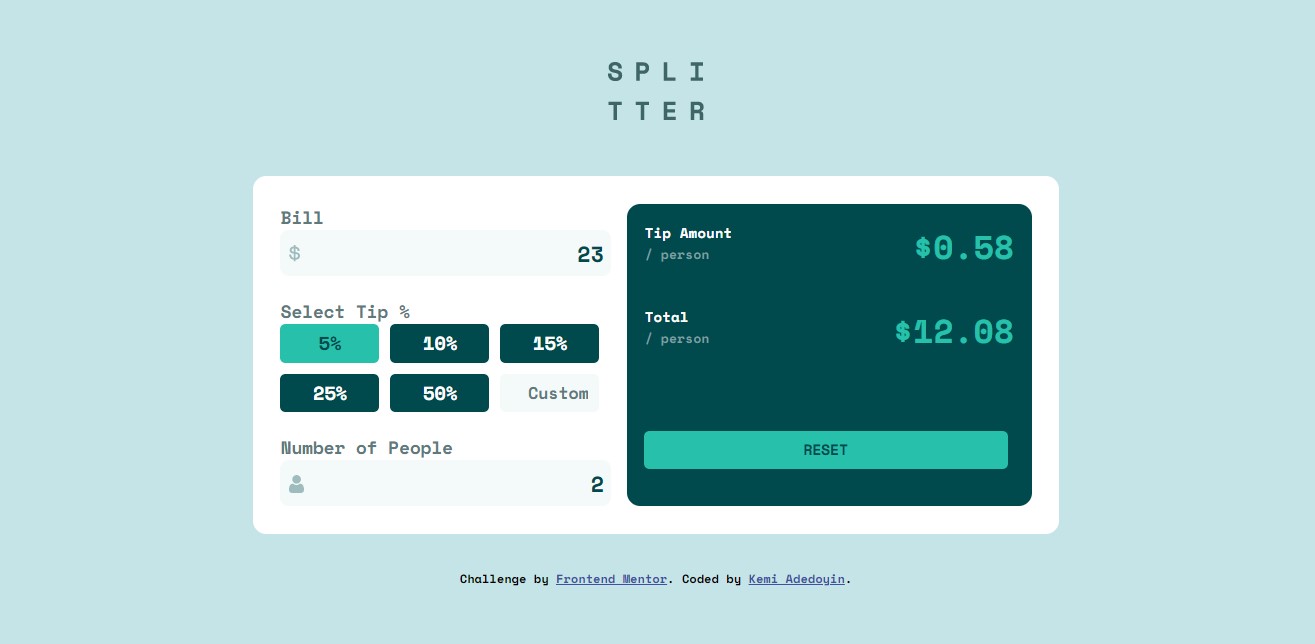 SPLI
TTER
Bill
$ 23
Select Tip %
5% 10% 15%
25% 50% Custom
Number of People
2
Tip Amount
/ person
$0.58
Total
/ person
$12.08
RESET
Challenge by Frontend Mentor. Coded by Kemi Adedoyin.